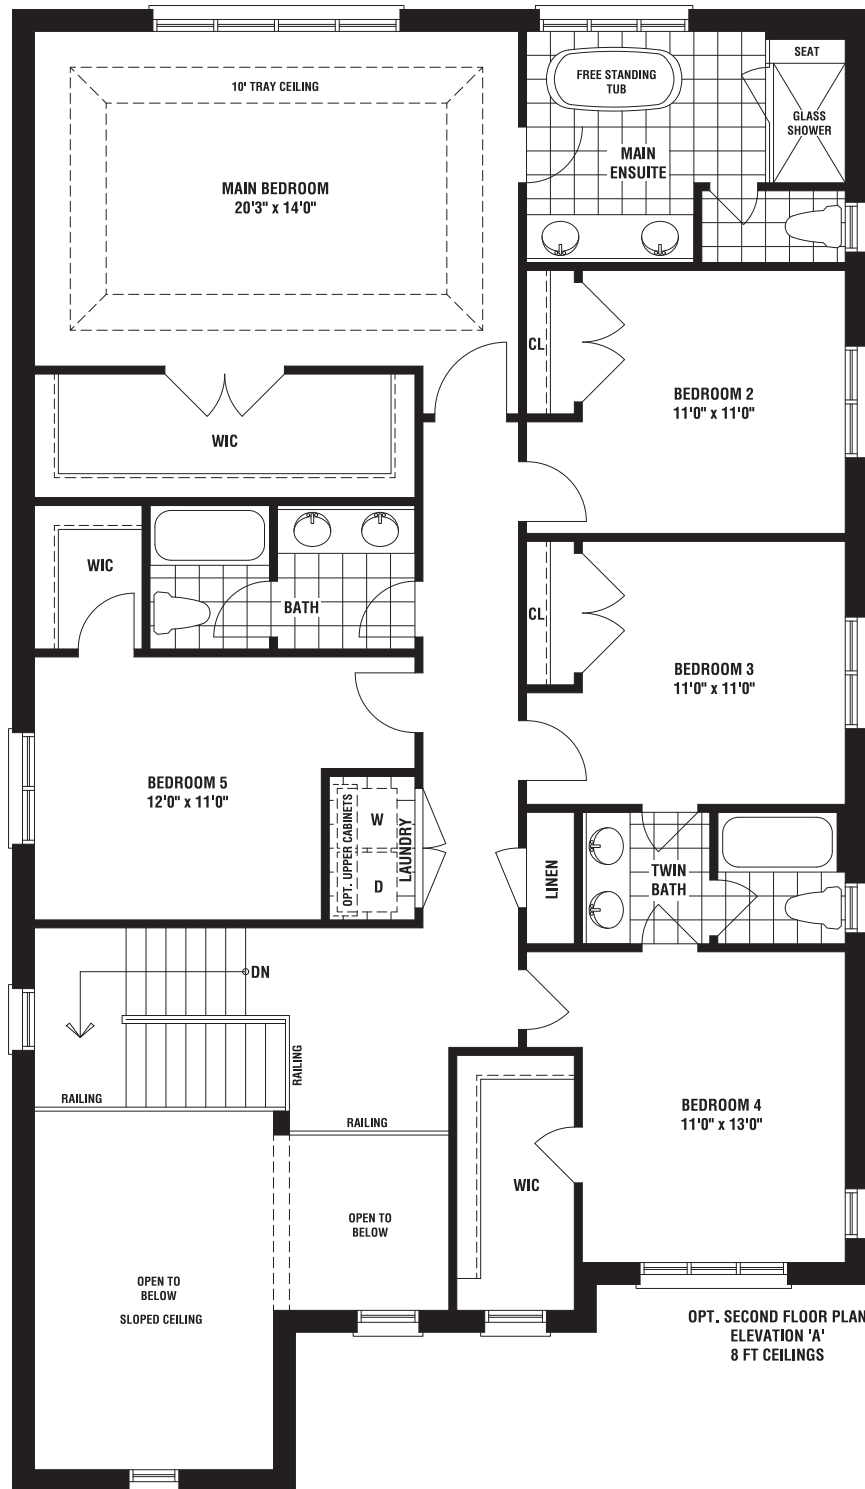 10' TRAY CEILING
MAIN BEDROOM
20'3" x 14'0"
FREE STANDING
TUB
SEAT
GLASS
SHOWER
MAIN
ENSUITE
CL
BEDROOM 2
11'0" x 11'0"
WIC
WIC
BATH
CL
BEDROOM 3
11'0" x 11'0"
BEDROOM 5
12'0" x 11'0"
OPT. UPPER CABINETS
W
D
LAUNDRY
LINEN
TWIN
BATH
DN
RAILING
RAILING
RAILING
BEDROOM 4
11'0" x 13'0"
WIC
OPEN TO
BELOW
OPEN TO
BELOW
SLOPED CEILING
OPT. SECOND FLOOR PLAN
ELEVATION 'A'
8 FT CEILINGS